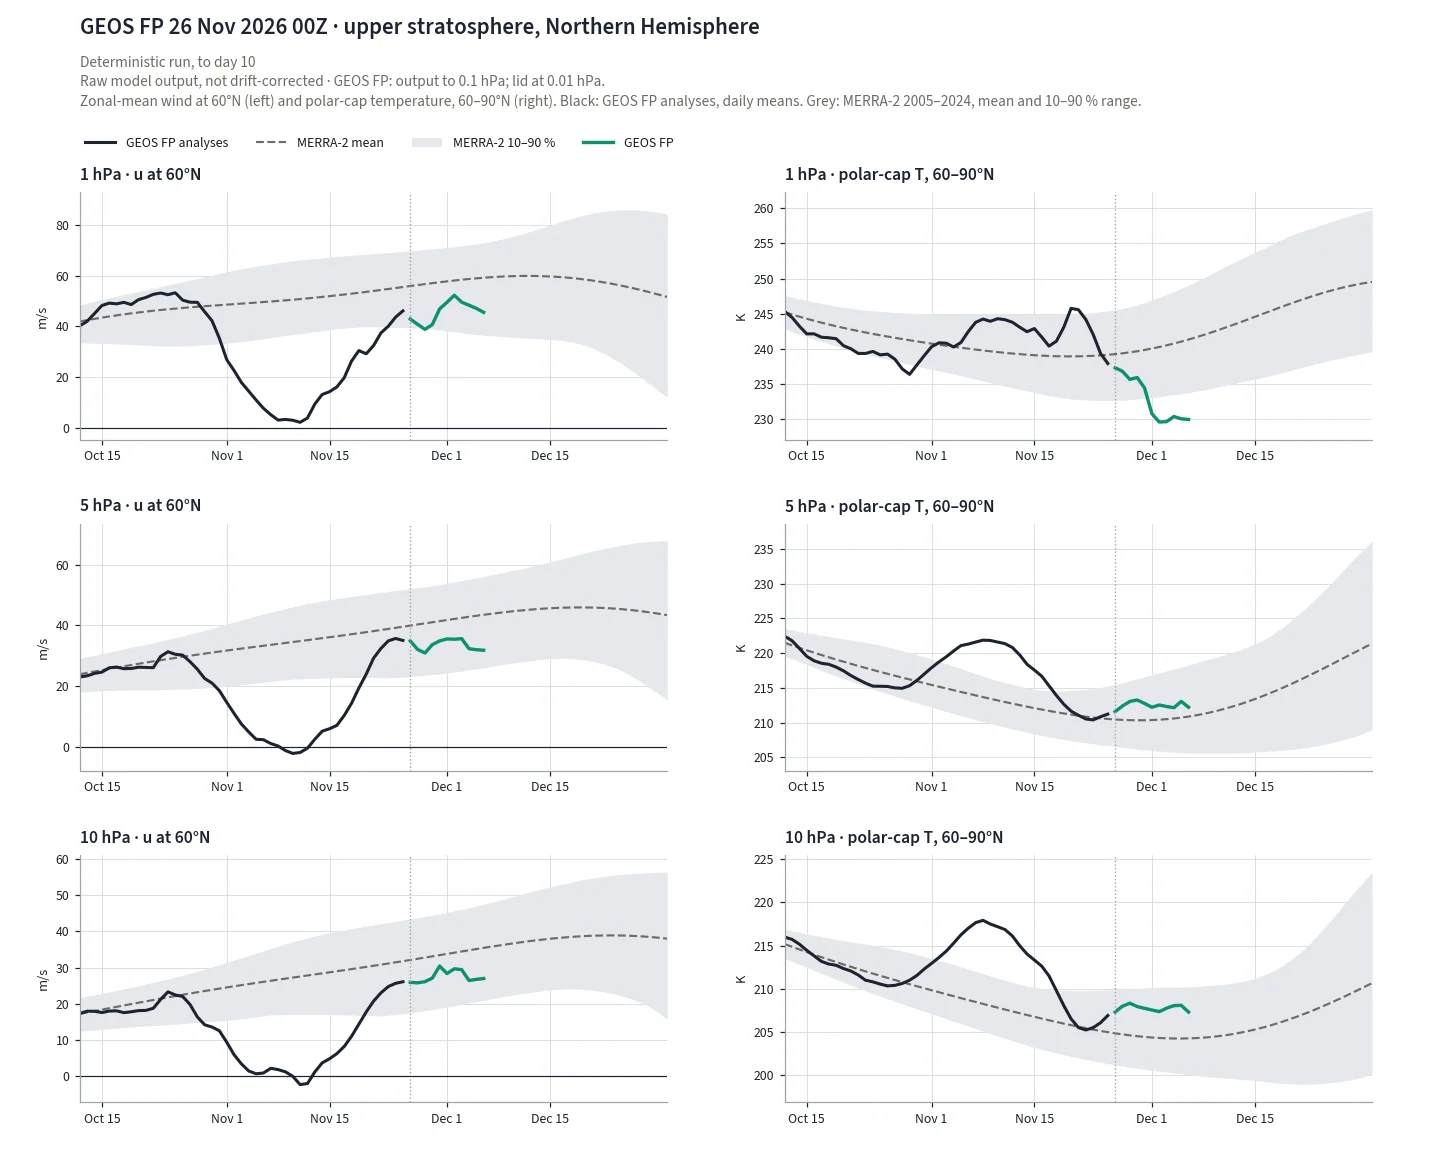 GEOS FP 26 Nov 2026 00Z · upper stratosphere, Northern Hemisphere
Deterministic run, to day 10
Raw model output, not drift-corrected · GEOS FP: output to 0.1 hPa; lid at 0.01 hPa.
Zonal-mean wind at 60°N (left) and polar-cap temperature, 60–90°N (right). Black: GEOS FP analyses, daily means. Grey: MERRA-2 2005–2024, mean and 10–90 % range.
GEOS FP analyses MERRA-2 mean MERRA-2 10–90 % GEOS FP
1 hPa · u at 60°N
80
60
40
20
0
m/s
Oct 15 Nov 1 Nov 15 Dec 1 Dec 15
1 hPa · polar-cap T, 60–90°N
260
255
250
245
240
235
230
K
Oct 15 Nov 1 Nov 15 Dec 1 Dec 15
5 hPa · u at 60°N
60
40
20
0
m/s
Oct 15 Nov 1 Nov 15 Dec 1 Dec 15
5 hPa · polar-cap T, 60–90°N
235
230
225
220
215
210
205
K
Oct 15 Nov 1 Nov 15 Dec 1 Dec 15
10 hPa · u at 60°N
60
50
40
30
20
10
0
m/s
Oct 15 Nov 1 Nov 15 Dec 1 Dec 15
10 hPa · polar-cap T, 60–90°N
225
220
215
210
205
200
K
Oct 15 Nov 1 Nov 15 Dec 1 Dec 15